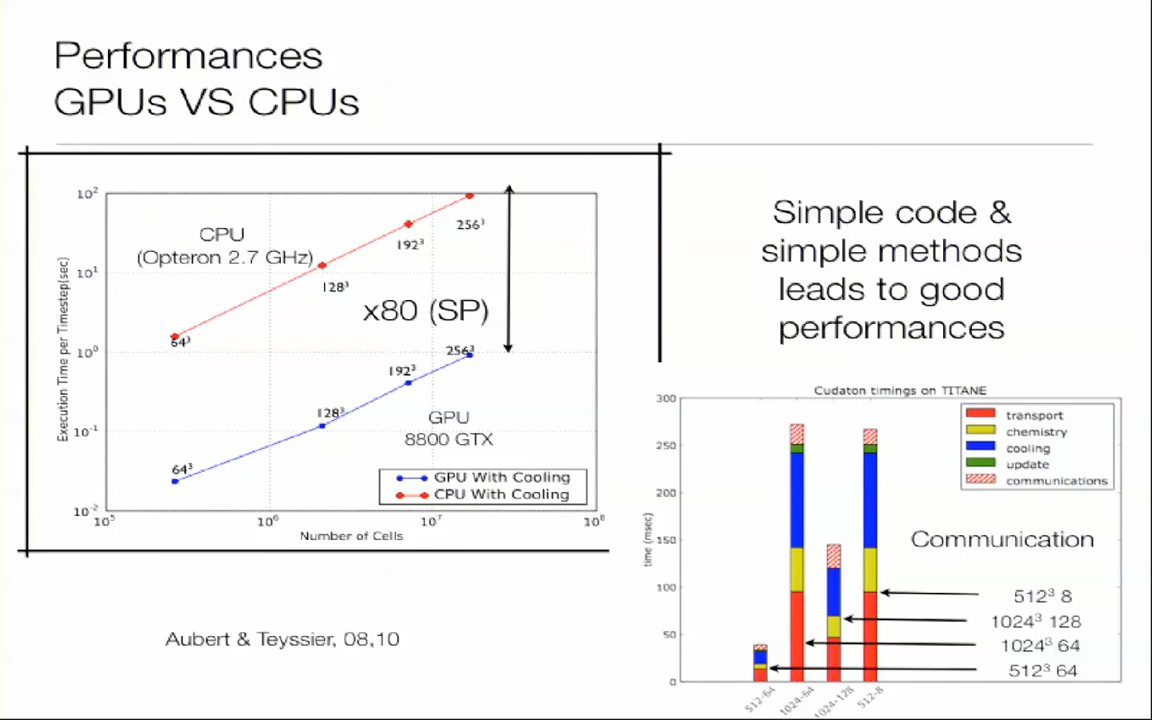 Performances
GPUs VS CPUs
10²
10¹
10⁰
10⁻¹
10⁻²
Execution Time per Timestep(sec)
CPU
(Opteron 2.7 GHz)
64³
128³
192³
256³
x80 (SP)
64³
128³
192³
256³
GPU
8800 GTX
GPU With Cooling
CPU With Cooling
10⁵
10⁶
10⁷
10⁸
Number of Cells
Aubert & Teyssier, 08,10
Simple code &
simple methods
leads to good
performances
Cudaton timings on TITANE
300
250
200
150
100
50
0
time (msec)
transport
chemistry
cooling
update
communications
Communication
512³ 8
1024³ 128
1024³ 64
512³ 64
512-64
1024-64
1024-128
512-8